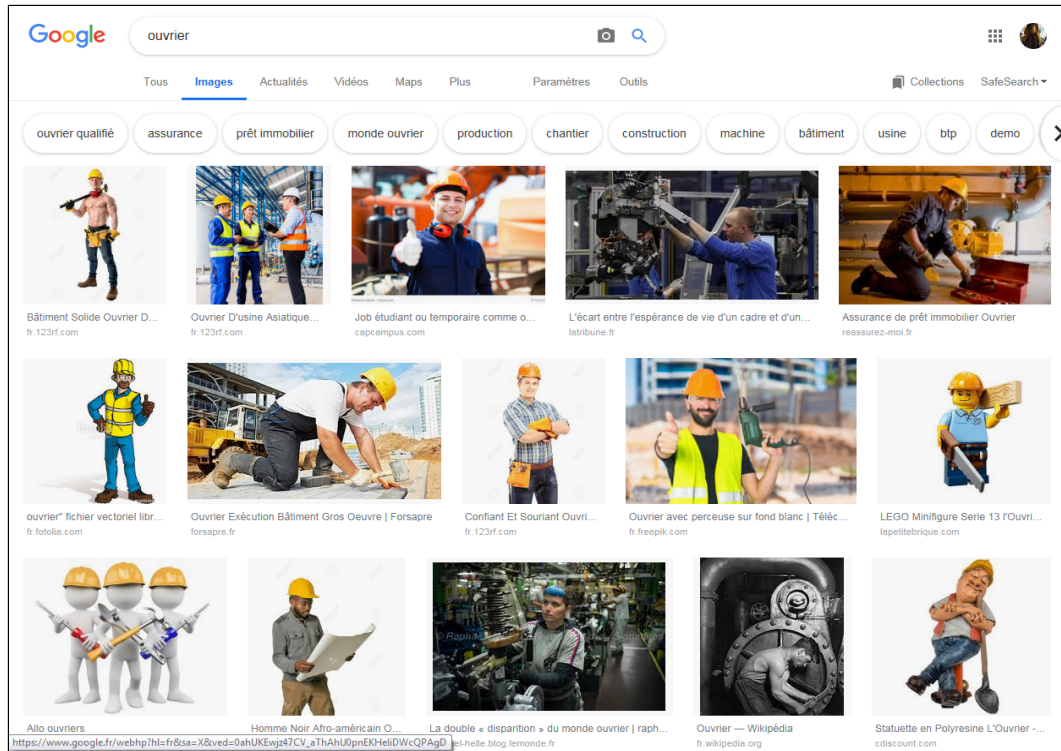 Google
ouvrier
Tous Images Actualités Vidéos Maps Plus Paramètres Outils Collections SafeSearch
ouvrier qualifié assurance prêt immobilier monde ouvrier production chantier construction machine bâtiment usine btp demo
Bâtiment Solide Ouvrier D... Ouvrier D'usine Asiatique... Job étudiant ou temporaire comme o... L'écart entre l'espérance de vie d'un cadre et d'un... Assurance de prêt immobilier Ouvrier
fr.123rf.com fr.123rf.com capcampus.com latribune.fr reassurez-moi.fr
ouvrier" fichier vectoriel libr... Ouvrier Exécution Bâtiment Gros Oeuvre | Forsapre Confiant Et Souriant Ouvri... Ouvrier avec perceuse sur fond blanc | Téléc... LEGO Minifigure Serie 13 l'Ouvri...
fr.fotolia.com forsapre.fr fr.123rf.com fr.freepik.com lapetitebrique.com
Allo ouvriers Homme Noir Afro-américain O... La double « disparition » du monde ouvrier | raph... Ouvrier — Wikipédia Statuette en Polyresine L'Ouvrier -...
https://www.google.fr/webhp?hl=fr&sa=X&ved=0ahUKEwjz47CV_aThAhU0pnEKHeliDWcQPAgD el-helle.blog.lemonde.fr fr.wikipedia.org cdiscount.com